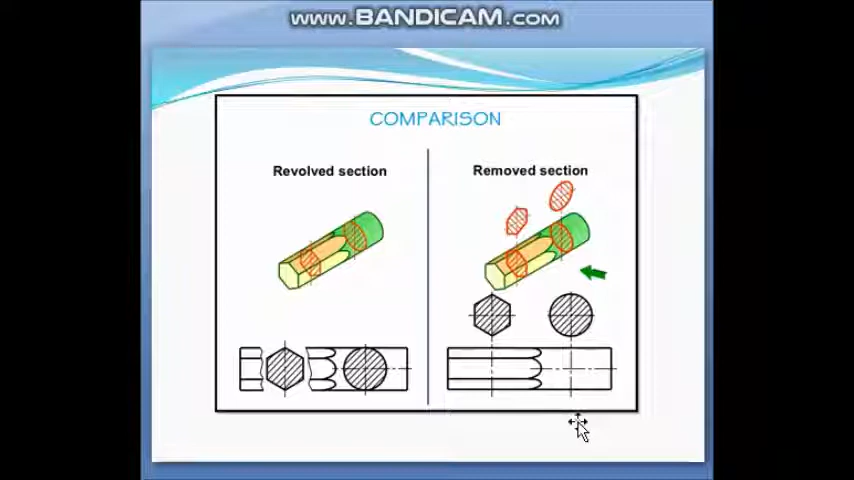 www.BANDICAM.com
COMPARISON
Revolved section
Removed section